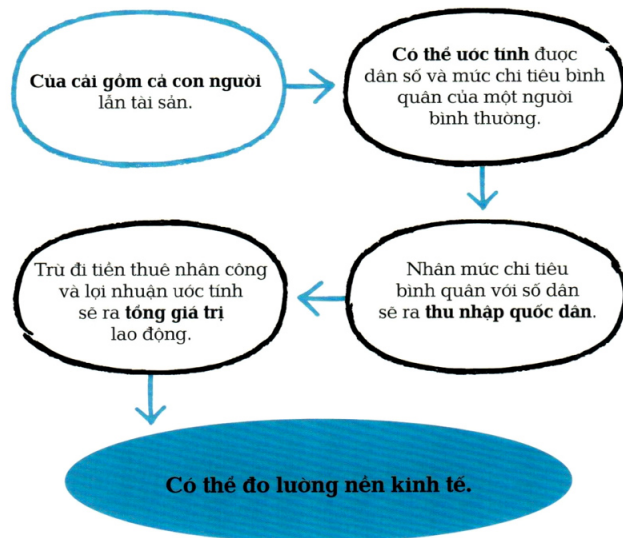 Của cải gồm cả con người
lẫn tài sản.
Có thể ước tính được
dân số và mức chi tiêu bình
quân của một người
bình thường.
Nhân mức chi tiêu
bình quân với số dân
sẽ ra thu nhập quốc dân.
Trừ đi tiền thuê nhân công
và lợi nhuận ước tính
sẽ ra tổng giá trị
lao động.
Có thể đo lường nền kinh tế.